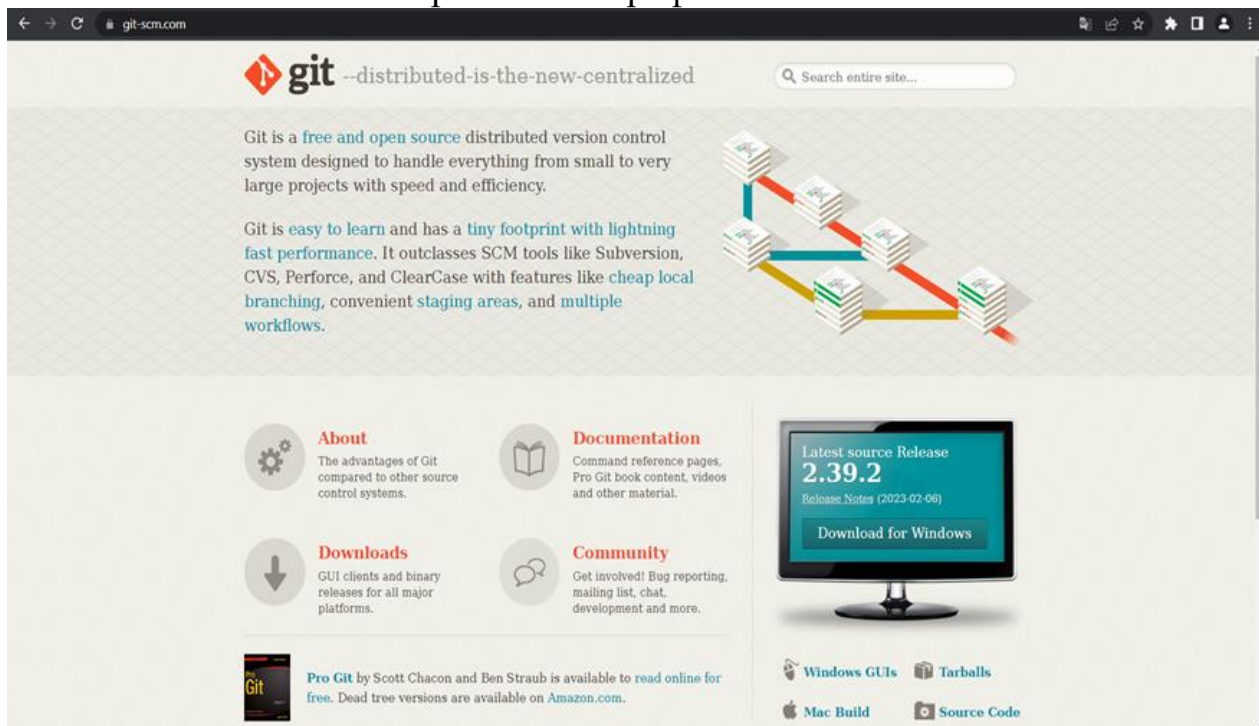 git-scm.com
git --distributed-is-the-new-centralized
Search entire site...
Git is a free and open source distributed version control
system designed to handle everything from small to very
large projects with speed and efficiency.
Git is easy to learn and has a tiny footprint with lightning
fast performance. It outclasses SCM tools like Subversion,
CVS, Perforce, and ClearCase with features like cheap local
branching, convenient staging areas, and multiple
workflows.
About
The advantages of Git
compared to other source
control systems.
Documentation
Command reference pages,
Pro Git book content, videos
and other material.
Downloads
GUI clients and binary
releases for all major
platforms.
Community
Get involved! Bug reporting,
mailing list, chat,
development and more.
Pro
Git
Pro Git by Scott Chacon and Ben Straub is available to read online for
free. Dead tree versions are available on Amazon.com.
Latest source Release
2.39.2
Release Notes (2023-02-06)
Download for Windows
Windows GUIs
Tarballs
Mac Build
Source Code